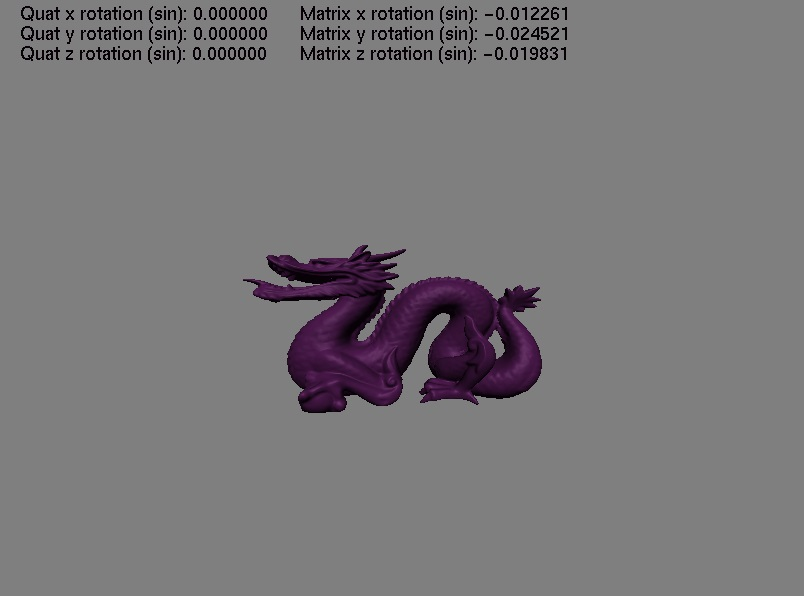 Quat x rotation (sin): 0.000000 Matrix x rotation (sin): −0.012261
Quat y rotation (sin): 0.000000 Matrix y rotation (sin): −0.024521
Quat z rotation (sin): 0.000000 Matrix z rotation (sin): −0.019831